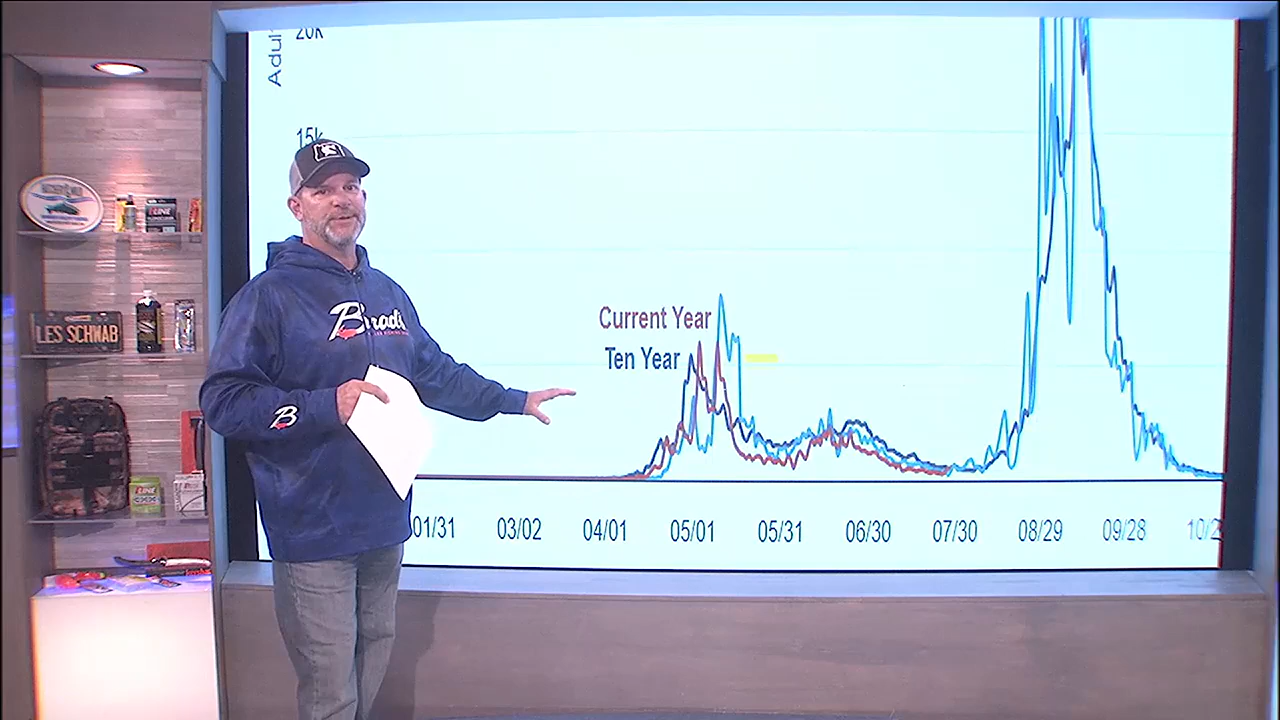 Adul
20K
15k
Current Year
Ten Year
01/31
03/02
04/01
05/01
05/31
06/30
07/30
08/29
09/28
10/2
Brad's
B
LES SCHWAB